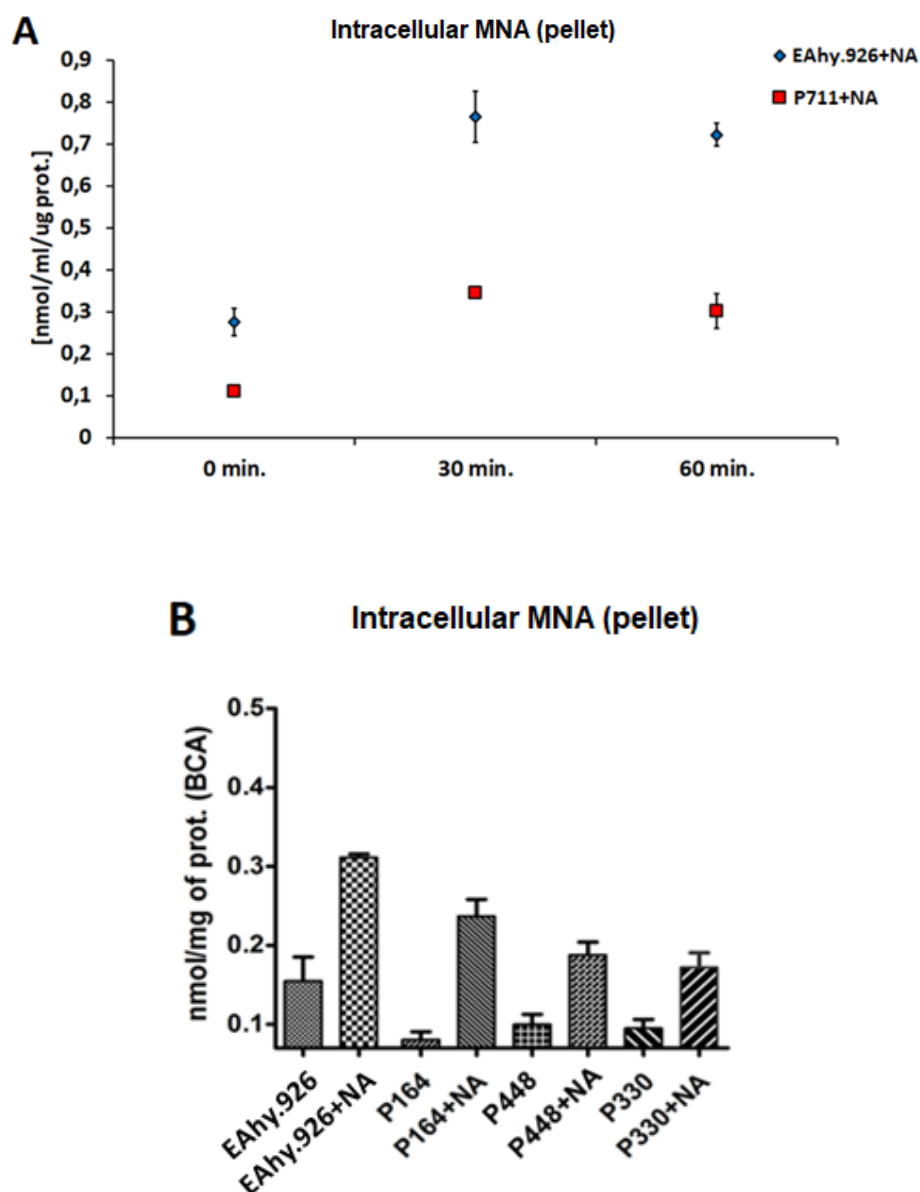 A
Intracellular MNA (pellet)
EAhy.926+NA
P711+NA
[nmol/ml/ug prot.]
0,9
0,8
0,7
0,6
0,5
0,4
0,3
0,2
0,1
0
0 min.
30 min.
60 min.
B
Intracellular MNA (pellet)
nmol/mg of prot. (BCA)
0.5
0.4
0.3
0.2
0.1
EAhy.926
EAhy.926+NA
P164
P164+NA
P448
P448+NA
P330
P330+NA